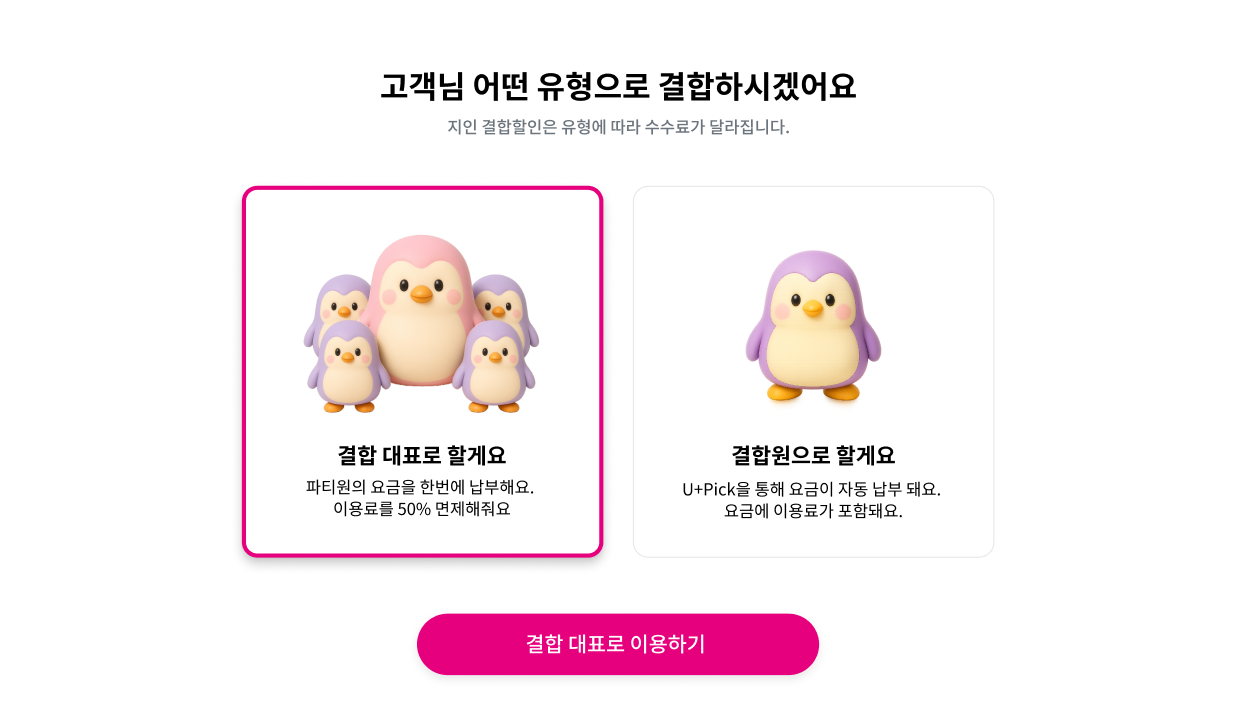 고객님 어떤 유형으로 결합하시겠어요
지인 결합할인은 유형에 따라 수수료가 달라집니다.
결합 대표로 할게요
파티원의 요금을 한번에 납부해요.
이용료를 50% 면제해줘요
결합원으로 할게요
U+Pick을 통해 요금이 자동 납부 돼요.
요금에 이용료가 포함돼요.
결합 대표로 이용하기